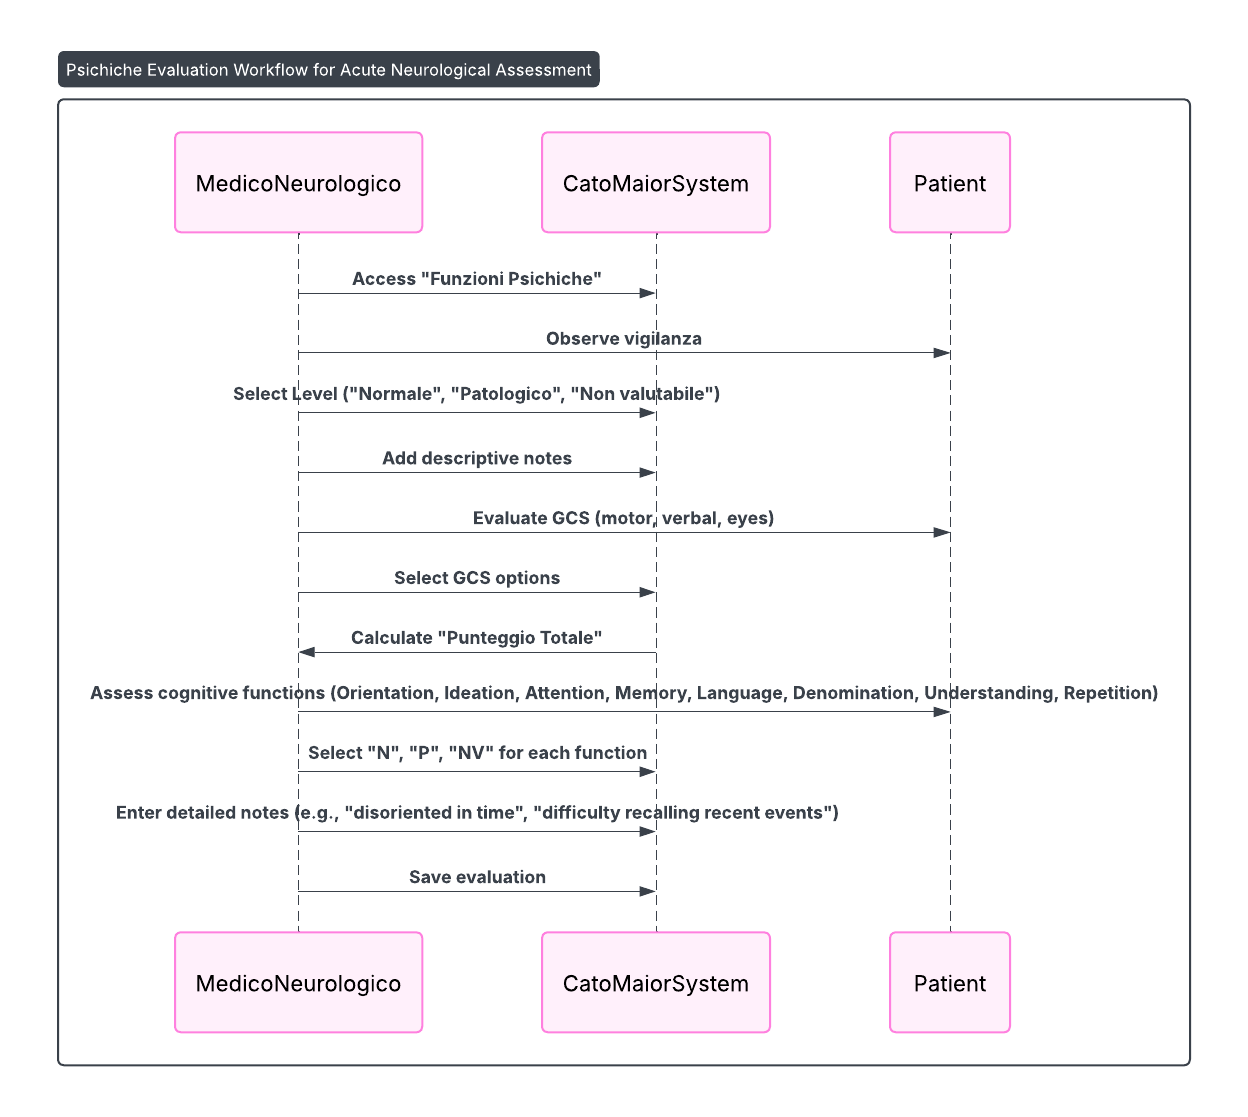 Psichiche Evaluation Workflow for Acute Neurological Assessment
MedicoNeurologico
CatoMaiorSystem
Patient
Access "Funzioni Psichiche"
Observe vigilanza
Select Level ("Normale", "Patologico", "Non valutabile")
Add descriptive notes
Evaluate GCS (motor, verbal, eyes)
Select GCS options
Calculate "Punteggio Totale"
Assess cognitive functions (Orientation, Ideation, Attention, Memory, Language, Denomination, Understanding, Repetition)
Select "N", "P", "NV" for each function
Enter detailed notes (e.g., "disoriented in time", "difficulty recalling recent events")
Save evaluation
MedicoNeurologico
CatoMaiorSystem
Patient